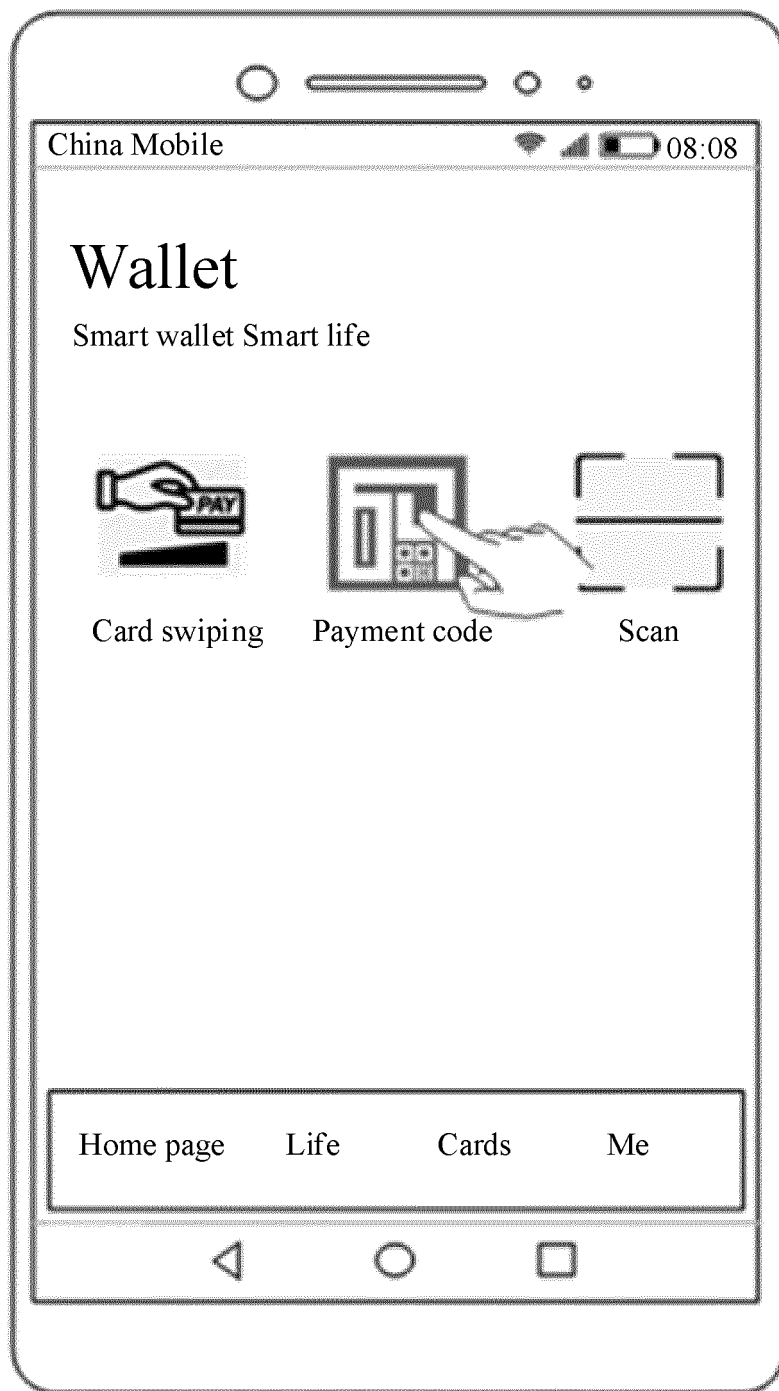 China Mobile 08:08
Wallet
Smart wallet Smart life
PAY
Card swiping Payment code Scan
Home page Life Cards Me